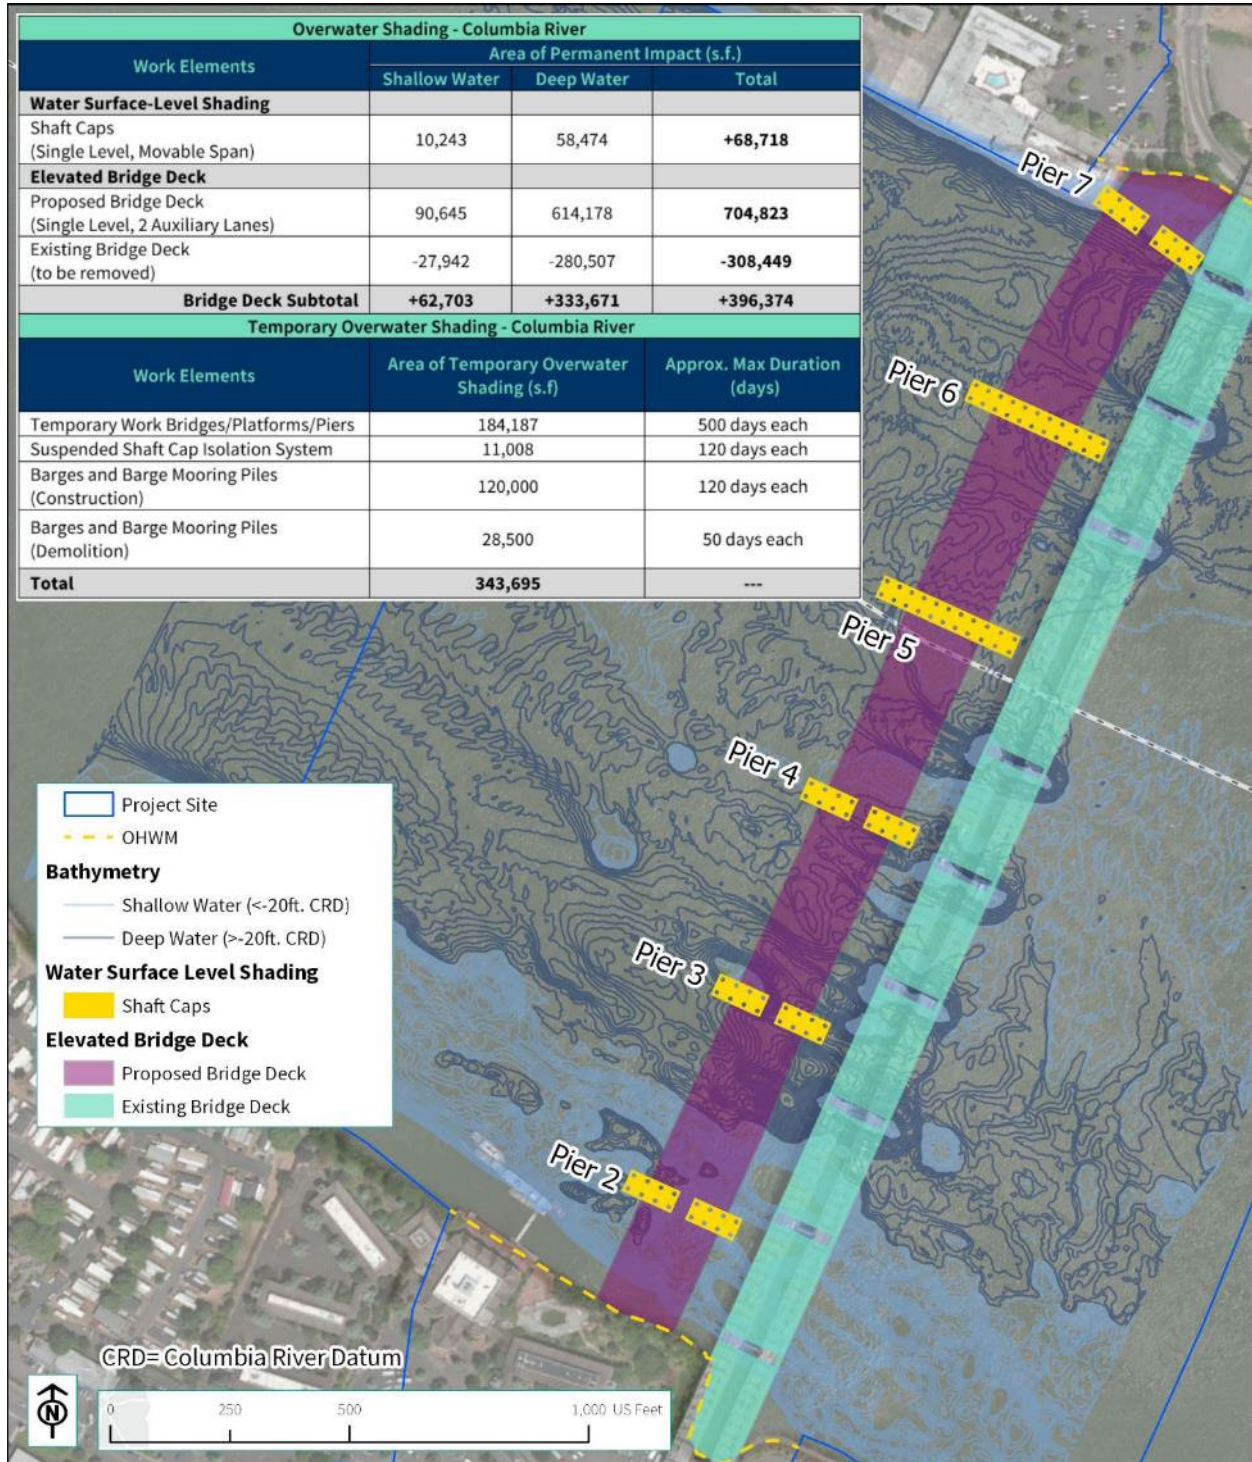 Overwater Shading - Columbia River
Work Elements
Area of Permanent Impact (s.f.)
Shallow Water Deep Water Total
Water Surface-Level Shading
Shaft Caps
(Single Level, Movable Span)
10,243 58,474 +68,718
Elevated Bridge Deck
Proposed Bridge Deck
(Single Level, 2 Auxiliary Lanes)
90,645 614,178 704,823
Existing Bridge Deck
(to be removed)
-27,942 -280,507 -308,449
Bridge Deck Subtotal +62,703 +333,671 +396,374
Temporary Overwater Shading - Columbia River
Work Elements
Area of Temporary Overwater
Shading (s.f)
Approx. Max Duration
(days)
Temporary Work Bridges/Platforms/Piers 184,187 500 days each
Suspended Shaft Cap Isolation System 11,008 120 days each
Barges and Barge Mooring Piles
(Construction)
120,000 120 days each
Barges and Barge Mooring Piles
(Demolition)
28,500 50 days each
Total 343,695 ---
Pier 7
Pier 6
Pier 5
Pier 4
Pier 3
Pier 2
Project Site
OHWM
Bathymetry
Shallow Water (<-20ft. CRD)
Deep Water (>-20ft. CRD)
Water Surface Level Shading
Shaft Caps
Elevated Bridge Deck
Proposed Bridge Deck
Existing Bridge Deck
CRD= Columbia River Datum
N
0 250 500 1,000 US Feet